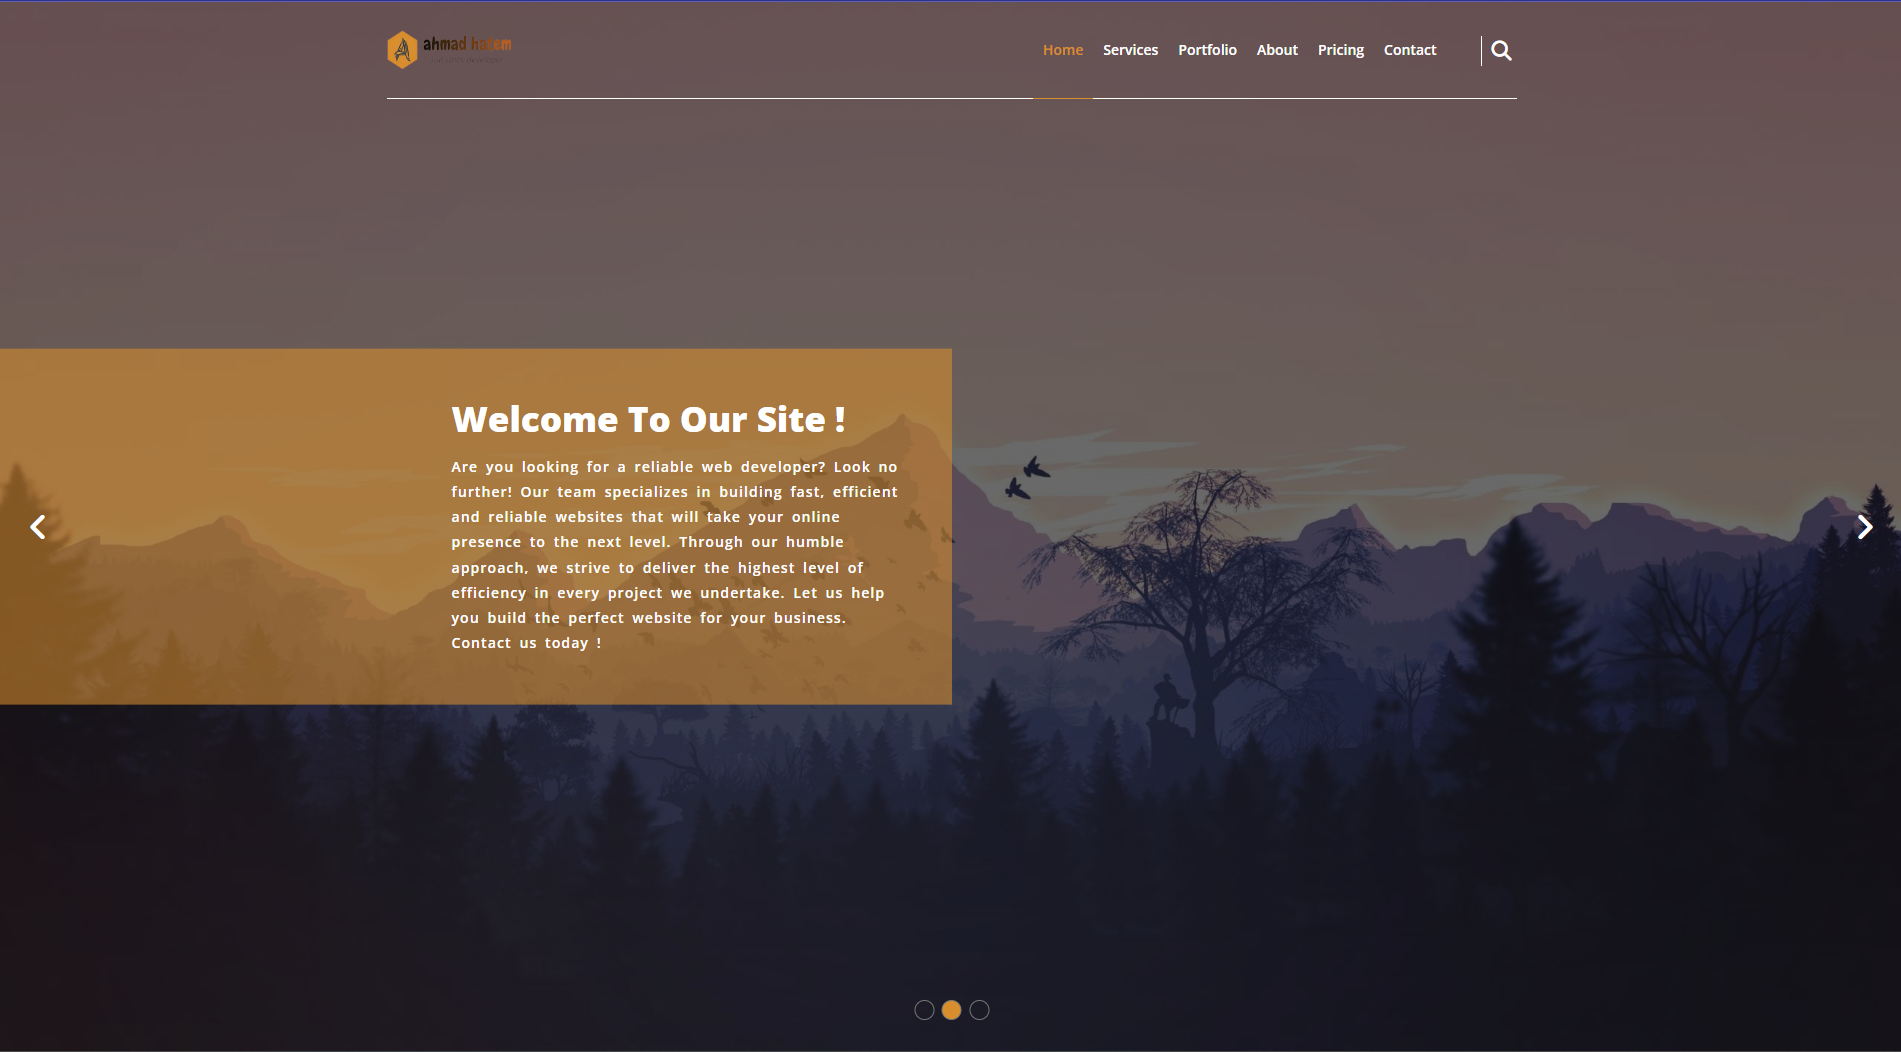 ahmad hazem
Home Services Portfolio About Pricing Contact
Welcome To Our Site !
Are you looking for a reliable web developer? Look no
further! Our team specializes in building fast, efficient
and reliable websites that will take your online
presence to the next level. Through our humble
approach, we strive to deliver the highest level of
efficiency in every project we undertake. Let us help
you build the perfect website for your business.
Contact us today !